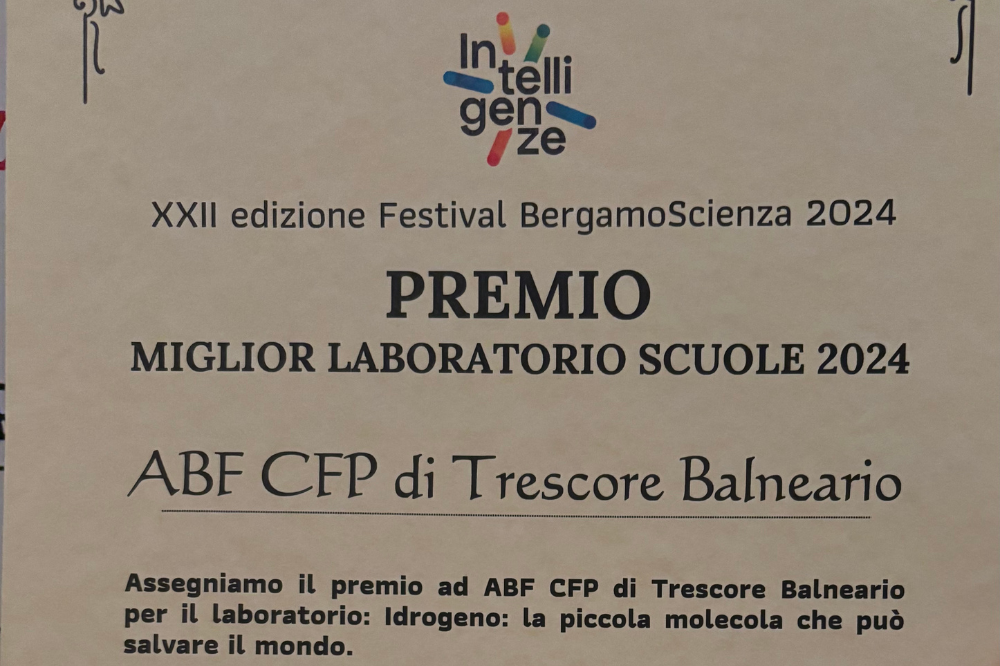 In
telli
gen
ze
XXII edizione Festival BergamoScienza 2024
PREMIO
MIGLIOR LABORATORIO SCUOLE 2024
ABF CFP di Trescore Balneario
Assegniamo il premio ad ABF CFP di Trescore Balneario
per il laboratorio: Idrogeno: la piccola molecola che può
salvare il mondo.